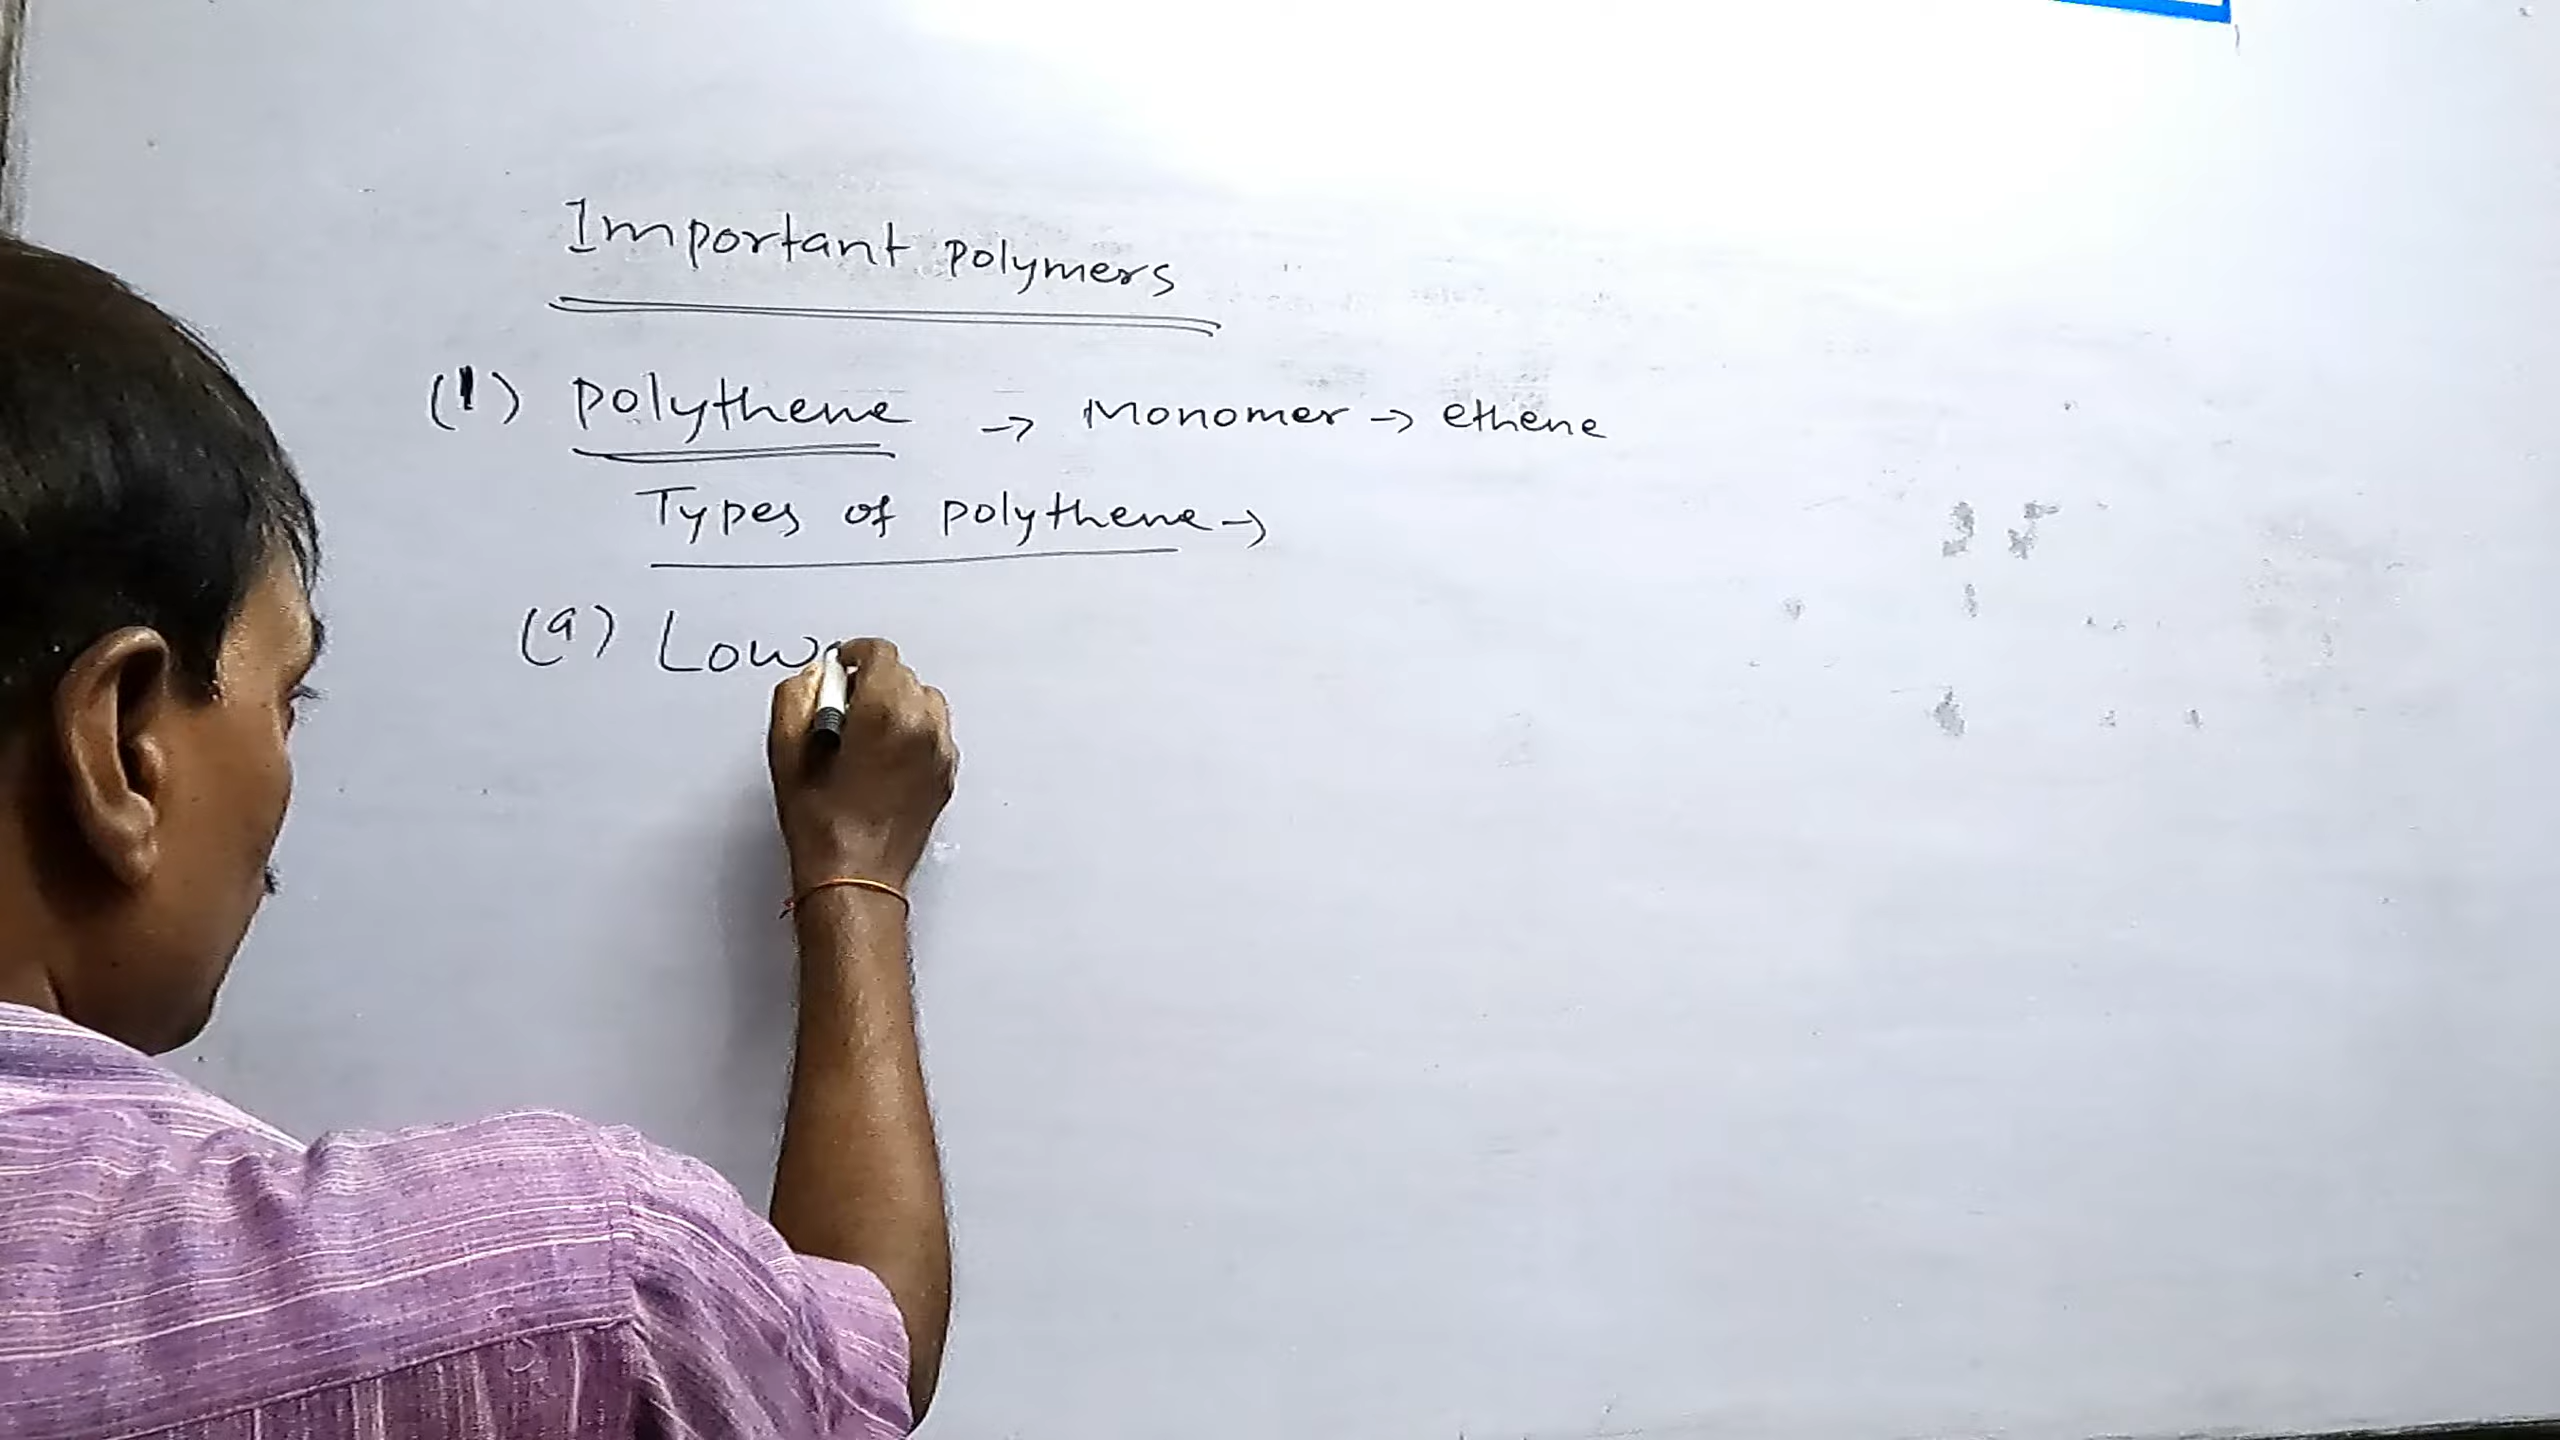 Important Polymers
(1) Polythene → Monomer → ethene
Types of polythene →
(a) Low